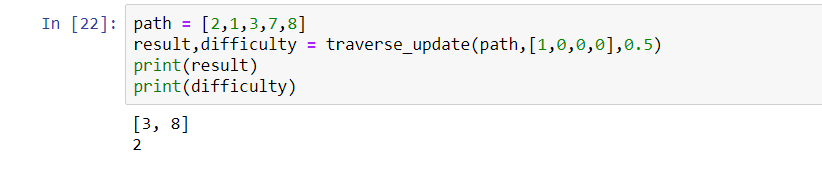 In [22]: path = [2,1,3,7,8]
result,difficulty = traverse_update(path,[1,0,0,0],0.5)
print(result)
print(difficulty)
[3, 8]
2